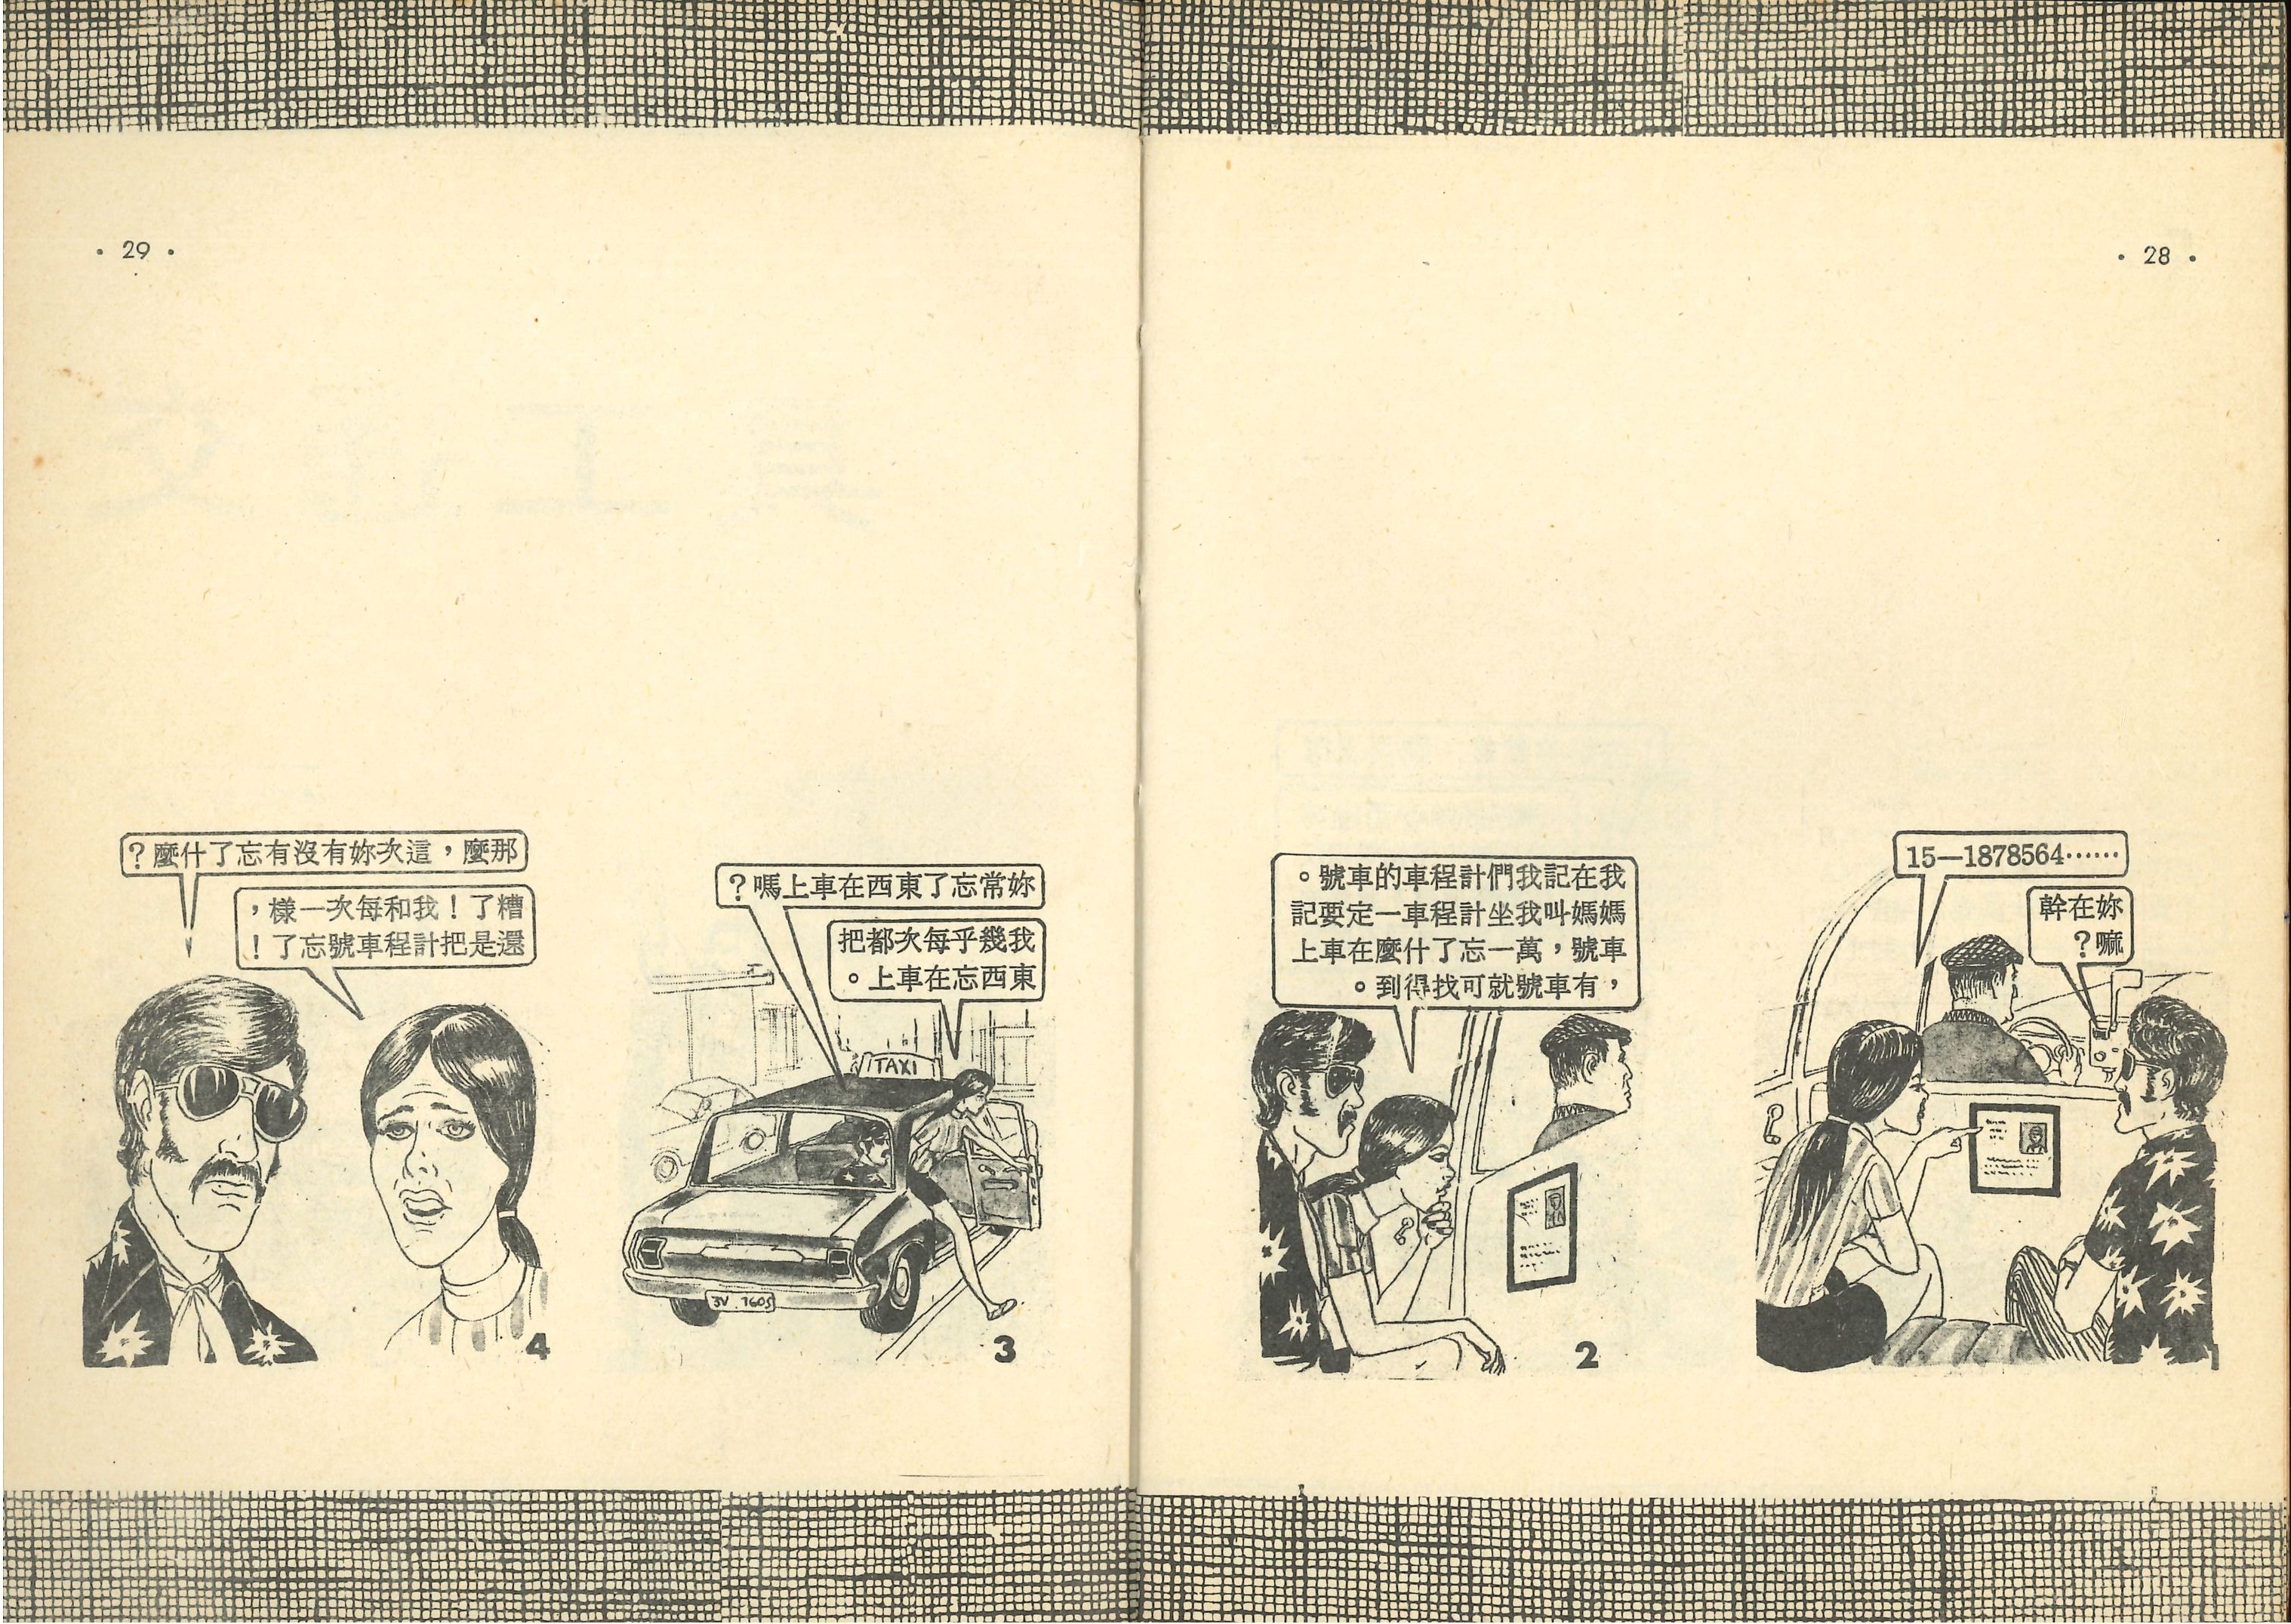 · 28 ·
15—1878564……
妳在幹
嘛？
我在記我們計程車的車號。
媽媽叫我坐計程車一定要記
車號，萬一忘了什麼在車上
，有車號就可找得到。
2
· 29 ·
妳常忘了東西在車上嗎？
我幾乎每次都把
東西忘在車上。
TAXI
3
那麼，這次妳有沒有忘了什麼？
糟了！我和每次一樣，
還是把計程車號忘了！
4